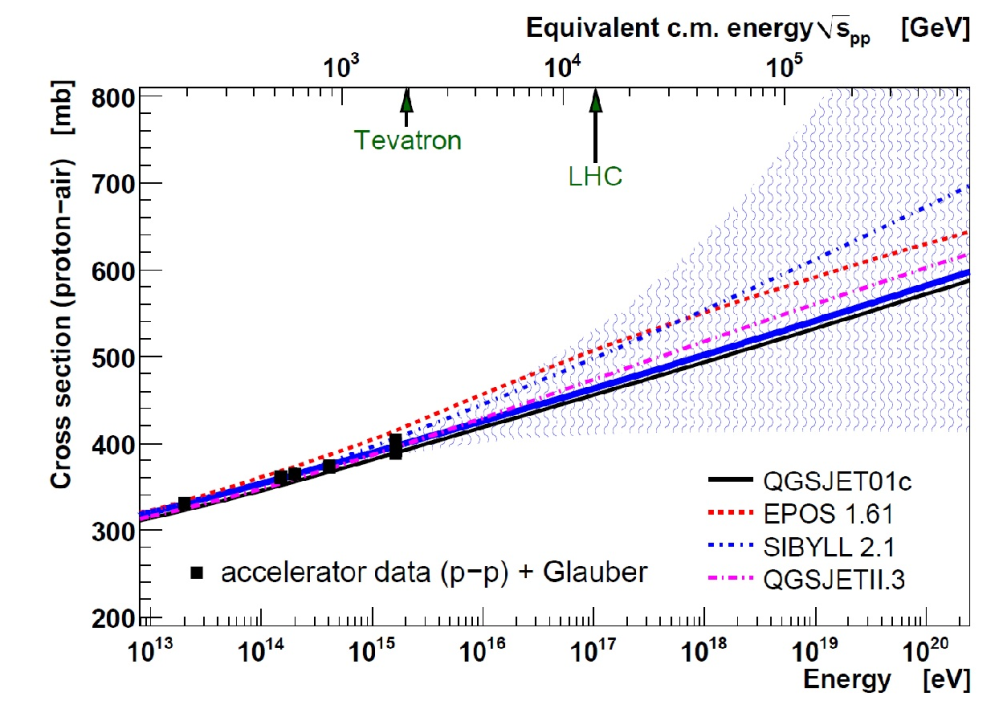 Equivalent c.m. energy √s_pp [GeV]
10³ 10⁴ 10⁵
Cross section (proton−air) [mb]
800
700
600
500
400
300
200
Tevatron
LHC
QGSJET01c
EPOS 1.61
SIBYLL 2.1
QGSJETII.3
accelerator data (p−p) + Glauber
10¹³ 10¹⁴ 10¹⁵ 10¹⁶ 10¹⁷ 10¹⁸ 10¹⁹ 10²⁰
Energy [eV]